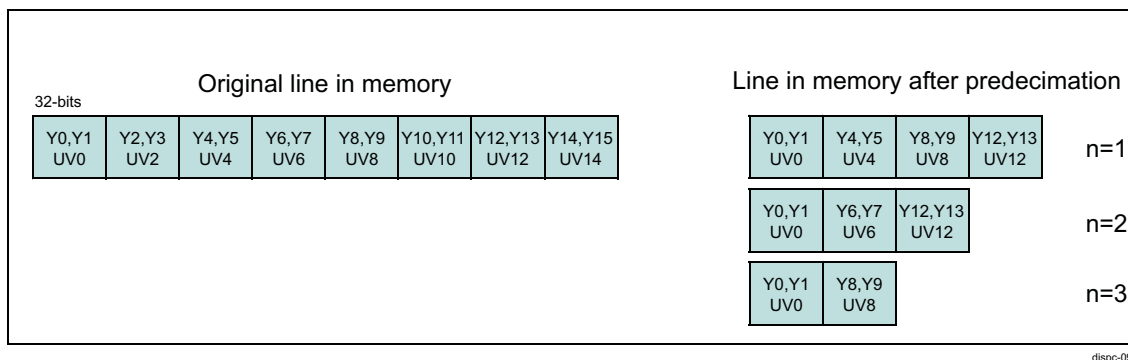 Original line in memory
32-bits
Y0,Y1 Y2,Y3 Y4,Y5 Y6,Y7 Y8,Y9 Y10,Y11 Y12,Y13 Y14,Y15
UV0 UV2 UV4 UV6 UV8 UV10 UV12 UV14
Line in memory after predecimation
Y0,Y1 Y4,Y5 Y8,Y9 Y12,Y13
UV0 UV4 UV8 UV12
n=1
Y0,Y1 Y6,Y7 Y12,Y13
UV0 UV6 UV12
n=2
Y0,Y1 Y8,Y9
UV0 UV8
n=3